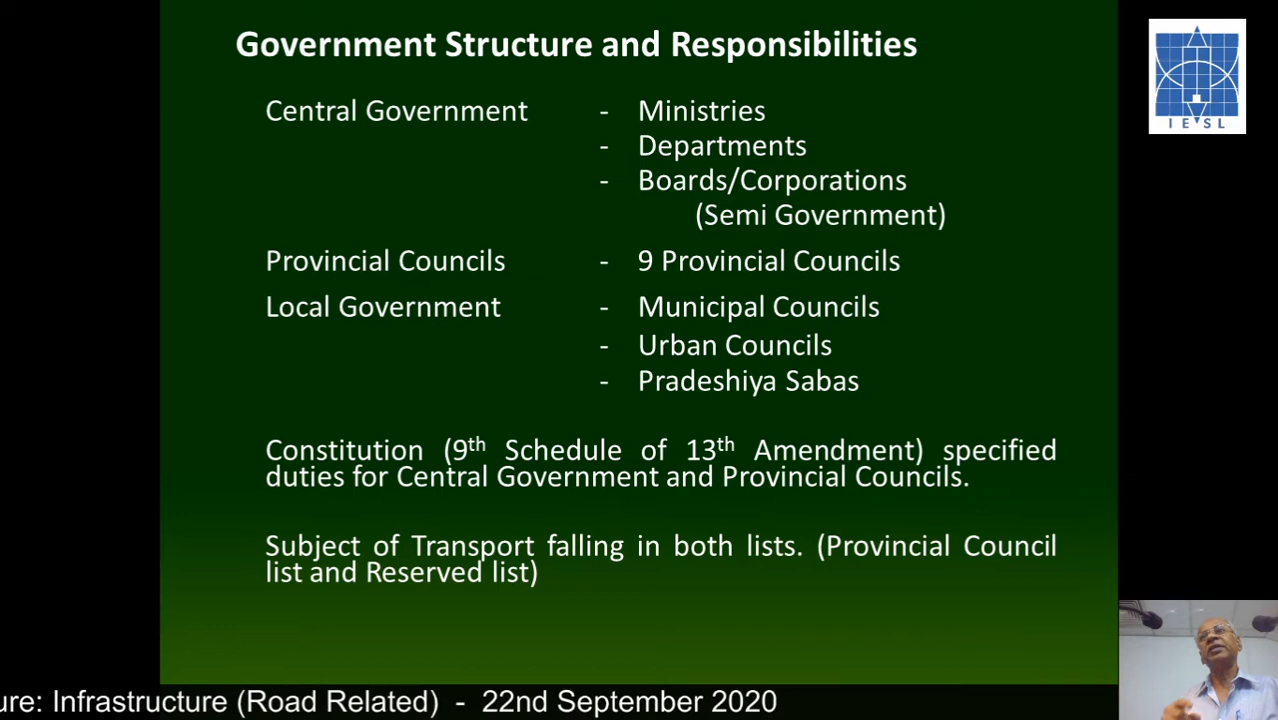 Government Structure and Responsibilities
IESL
Central Government - Ministries
- Departments
- Boards/Corporations
(Semi Government)
Provincial Councils - 9 Provincial Councils
Local Government - Municipal Councils
- Urban Councils
- Pradeshiya Sabas
Constitution (9th Schedule of 13th Amendment) specified
duties for Central Government and Provincial Councils.
Subject of Transport falling in both lists. (Provincial Council
list and Reserved list)
ure: Infrastructure (Road Related) - 22nd September 2020